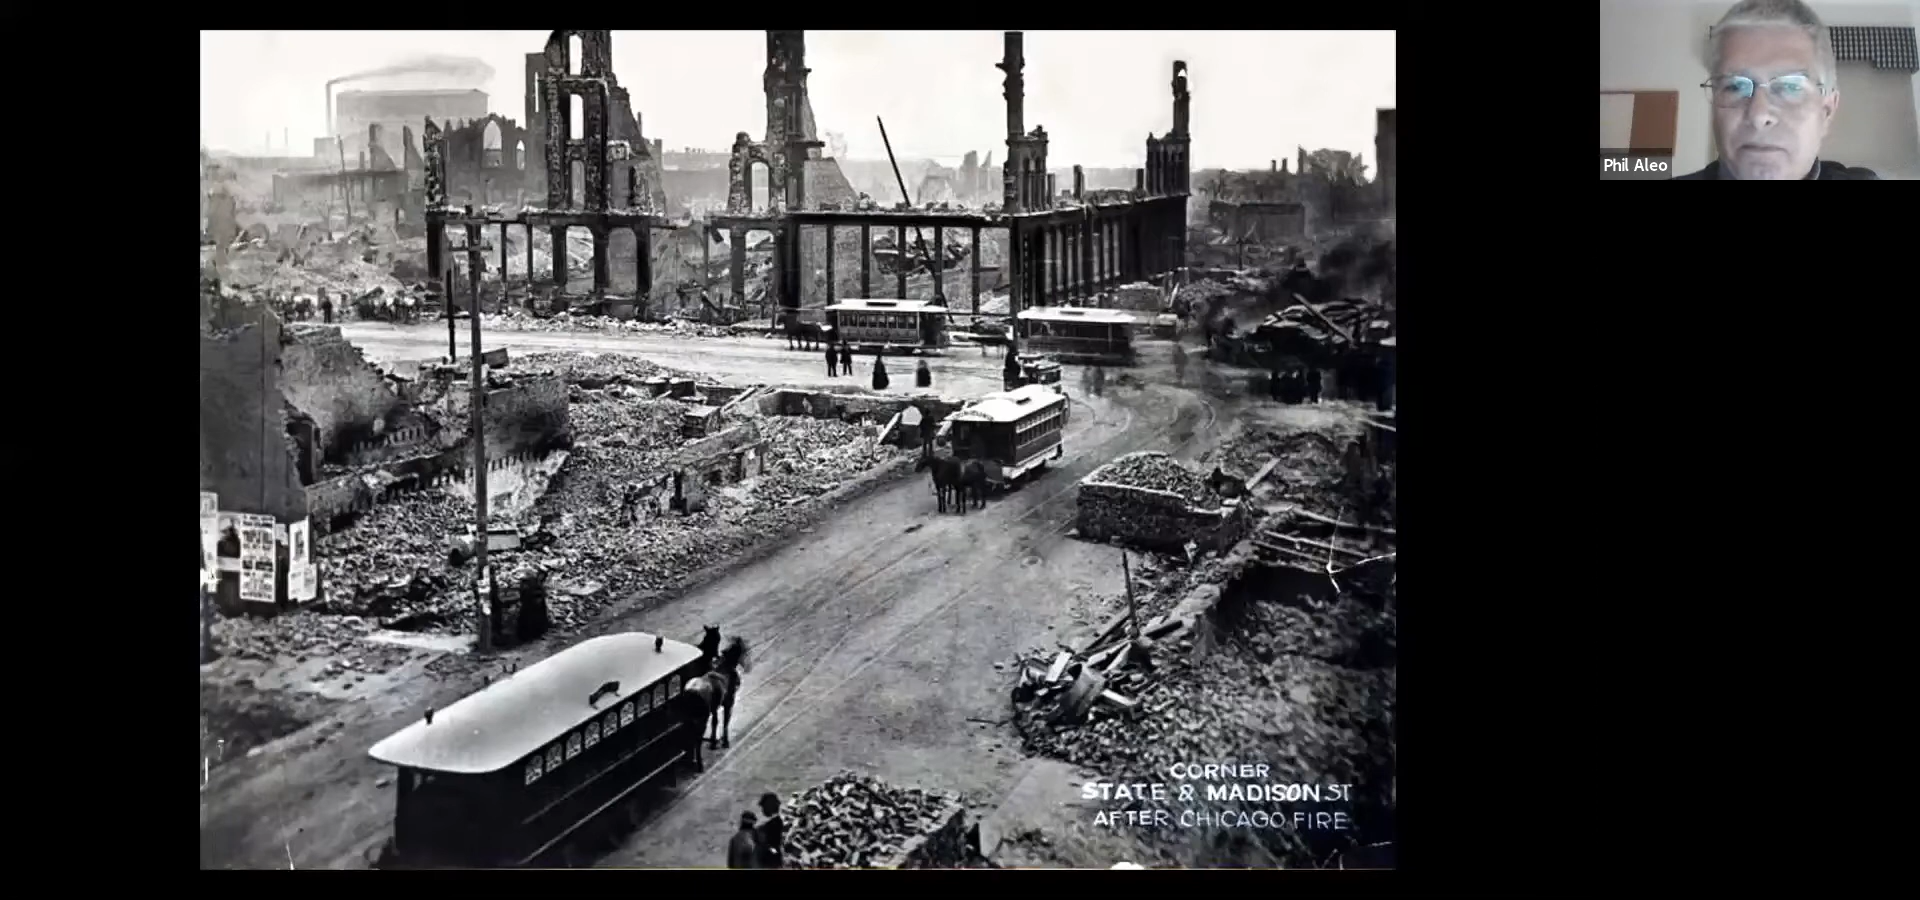 Phil Aleo
CORNER
STATE & MADISON ST
AFTER CHICAGO FIRE